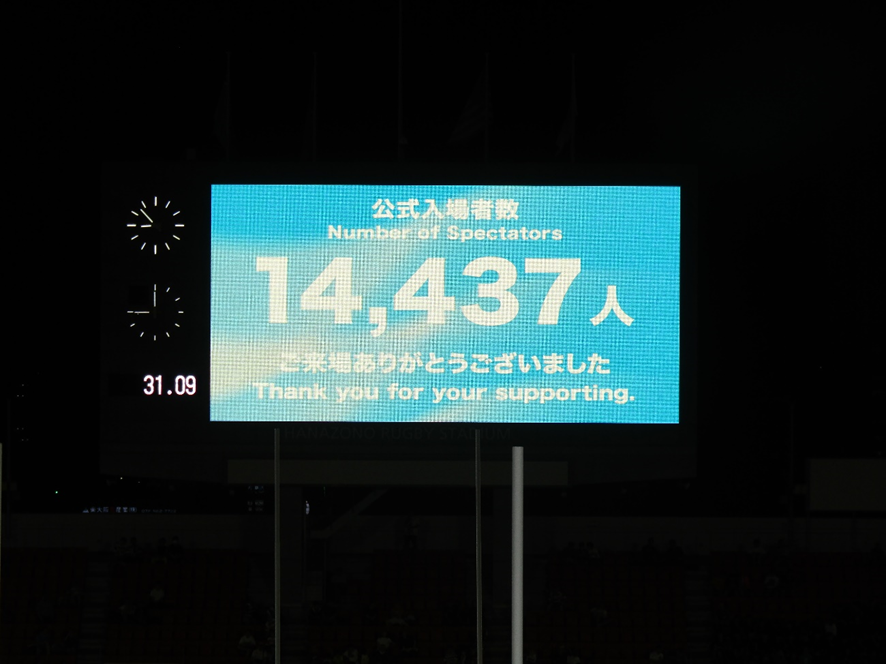 公式入場者数
Number of Spectators
14,437人
ご来場ありがとうございました
Thank you for your supporting.
31.09